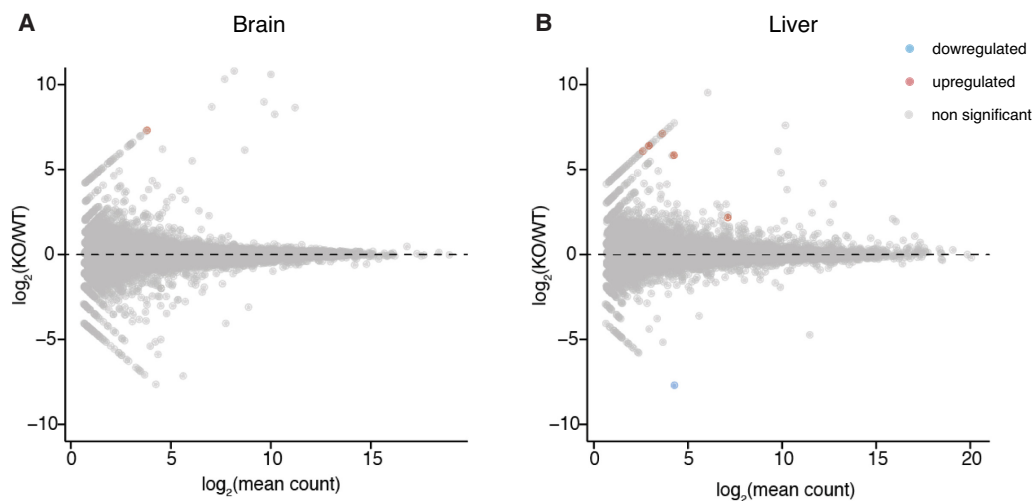 A
Brain
B
Liver
dowregulated
upregulated
non significant
10
5
0
−5
−10
log2(KO/WT)
0
5
10
15
log2(mean count)
10
5
0
−5
−10
log2(KO/WT)
0
5
10
15
20
log2(mean count)